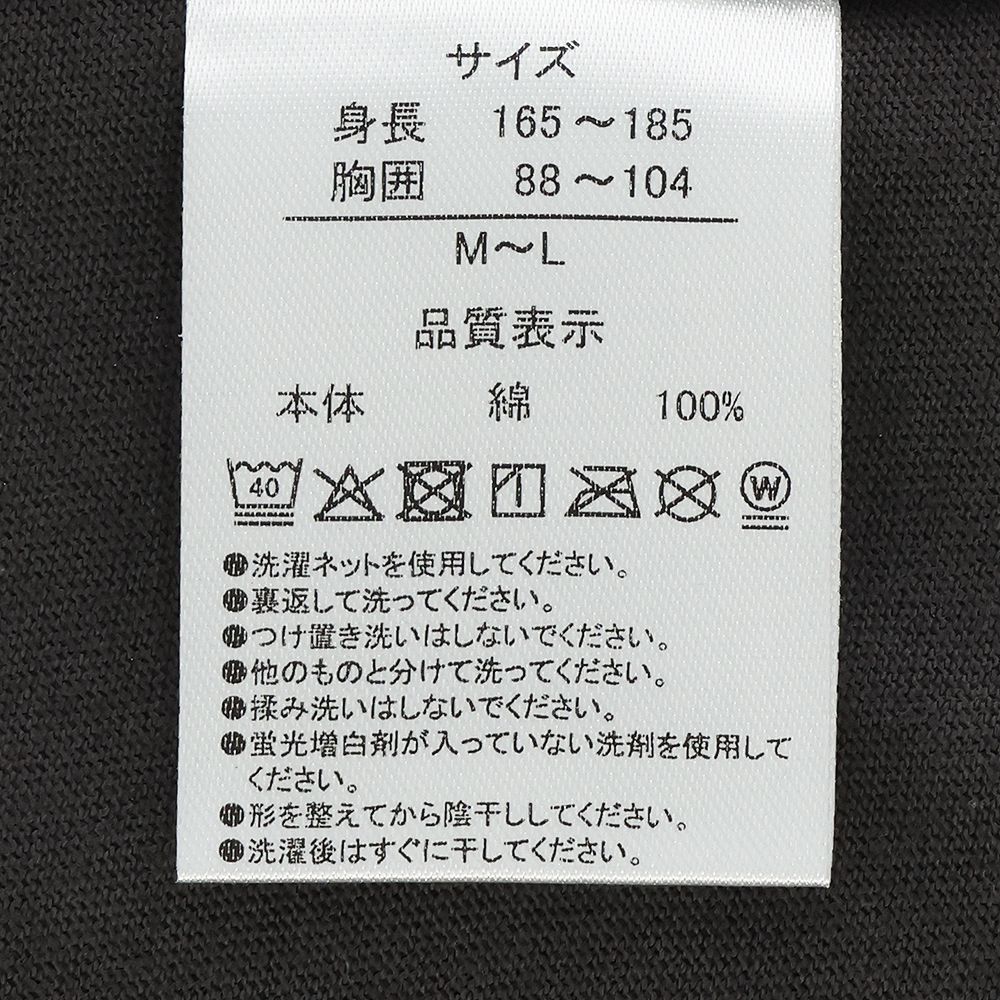 サイズ
身長 165～185
胸囲 88～104
M～L
品質表示
本体 綿 100%
40 W
●洗濯ネットを使用してください。
●裏返して洗ってください。
●つけ置き洗いはしないでください。
●他のものと分けて洗ってください。
●揉み洗いはしないでください。
●蛍光増白剤が入っていない洗剤を使用して
ください。
●形を整えてから陰干ししてください。
●洗濯後はすぐに干してください。